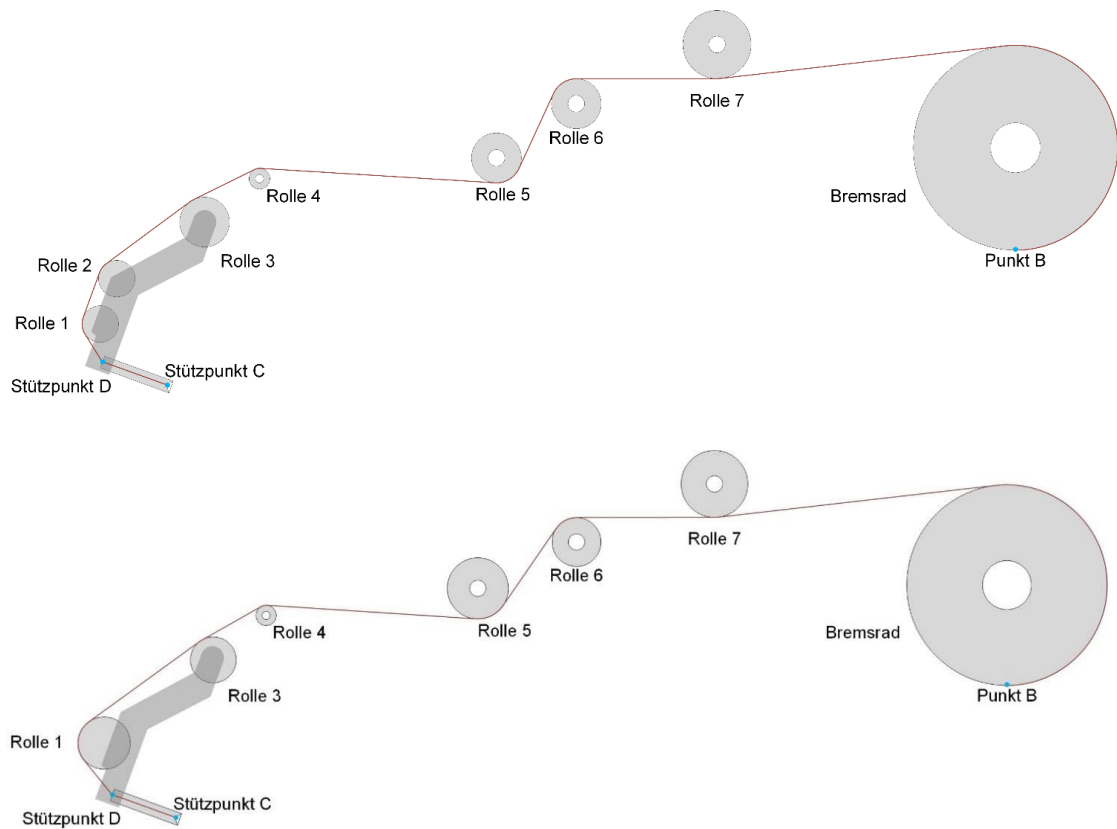 Rolle 7
Rolle 6
Rolle 4
Rolle 5
Bremsrad
Rolle 2
Rolle 3
Punkt B
Rolle 1
Stützpunkt C
Stützpunkt D
Rolle 7
Rolle 6
Rolle 4
Rolle 5
Bremsrad
Rolle 3
Punkt B
Rolle 1
Stützpunkt C
Stützpunkt D